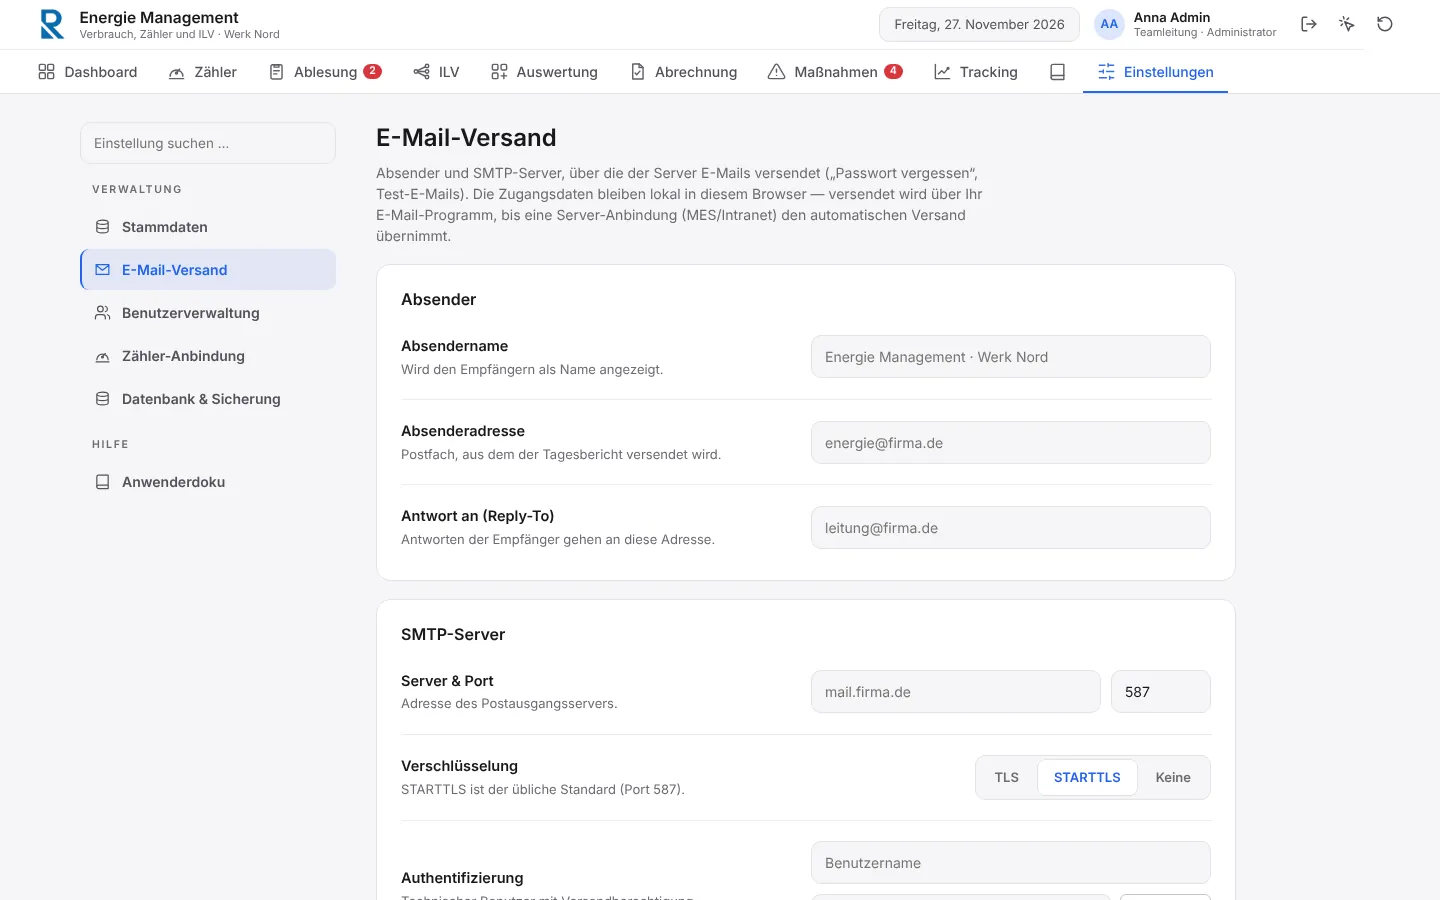 Energie Management
Verbrauch, Zähler und ILV · Werk Nord
Freitag, 27. November 2026
AA
Anna Admin
Teamleitung · Administrator
Dashboard
Zähler
Ablesung 2
ILV
Auswertung
Abrechnung
Maßnahmen 4
Tracking
Einstellungen
Einstellung suchen ...
VERWALTUNG
Stammdaten
E-Mail-Versand
Benutzerverwaltung
Zähler-Anbindung
Datenbank & Sicherung
HILFE
Anwenderdoku
E-Mail-Versand
Absender und SMTP-Server, über die der Server E-Mails versendet („Passwort vergessen“,
Test-E-Mails). Die Zugangsdaten bleiben lokal in diesem Browser — versendet wird über Ihr
E-Mail-Programm, bis eine Server-Anbindung (MES/Intranet) den automatischen Versand
übernimmt.
Absender
Absendername
Wird den Empfängern als Name angezeigt.
Energie Management · Werk Nord
Absenderadresse
Postfach, aus dem der Tagesbericht versendet wird.
energie@firma.de
Antwort an (Reply-To)
Antworten der Empfänger gehen an diese Adresse.
leitung@firma.de
SMTP-Server
Server & Port
Adresse des Postausgangsservers.
mail.firma.de
587
Verschlüsselung
STARTTLS ist der übliche Standard (Port 587).
TLS
STARTTLS
Keine
Authentifizierung
Benutzername